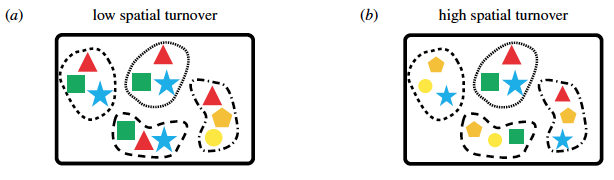 (a) low spatial turnover
(b) high spatial turnover